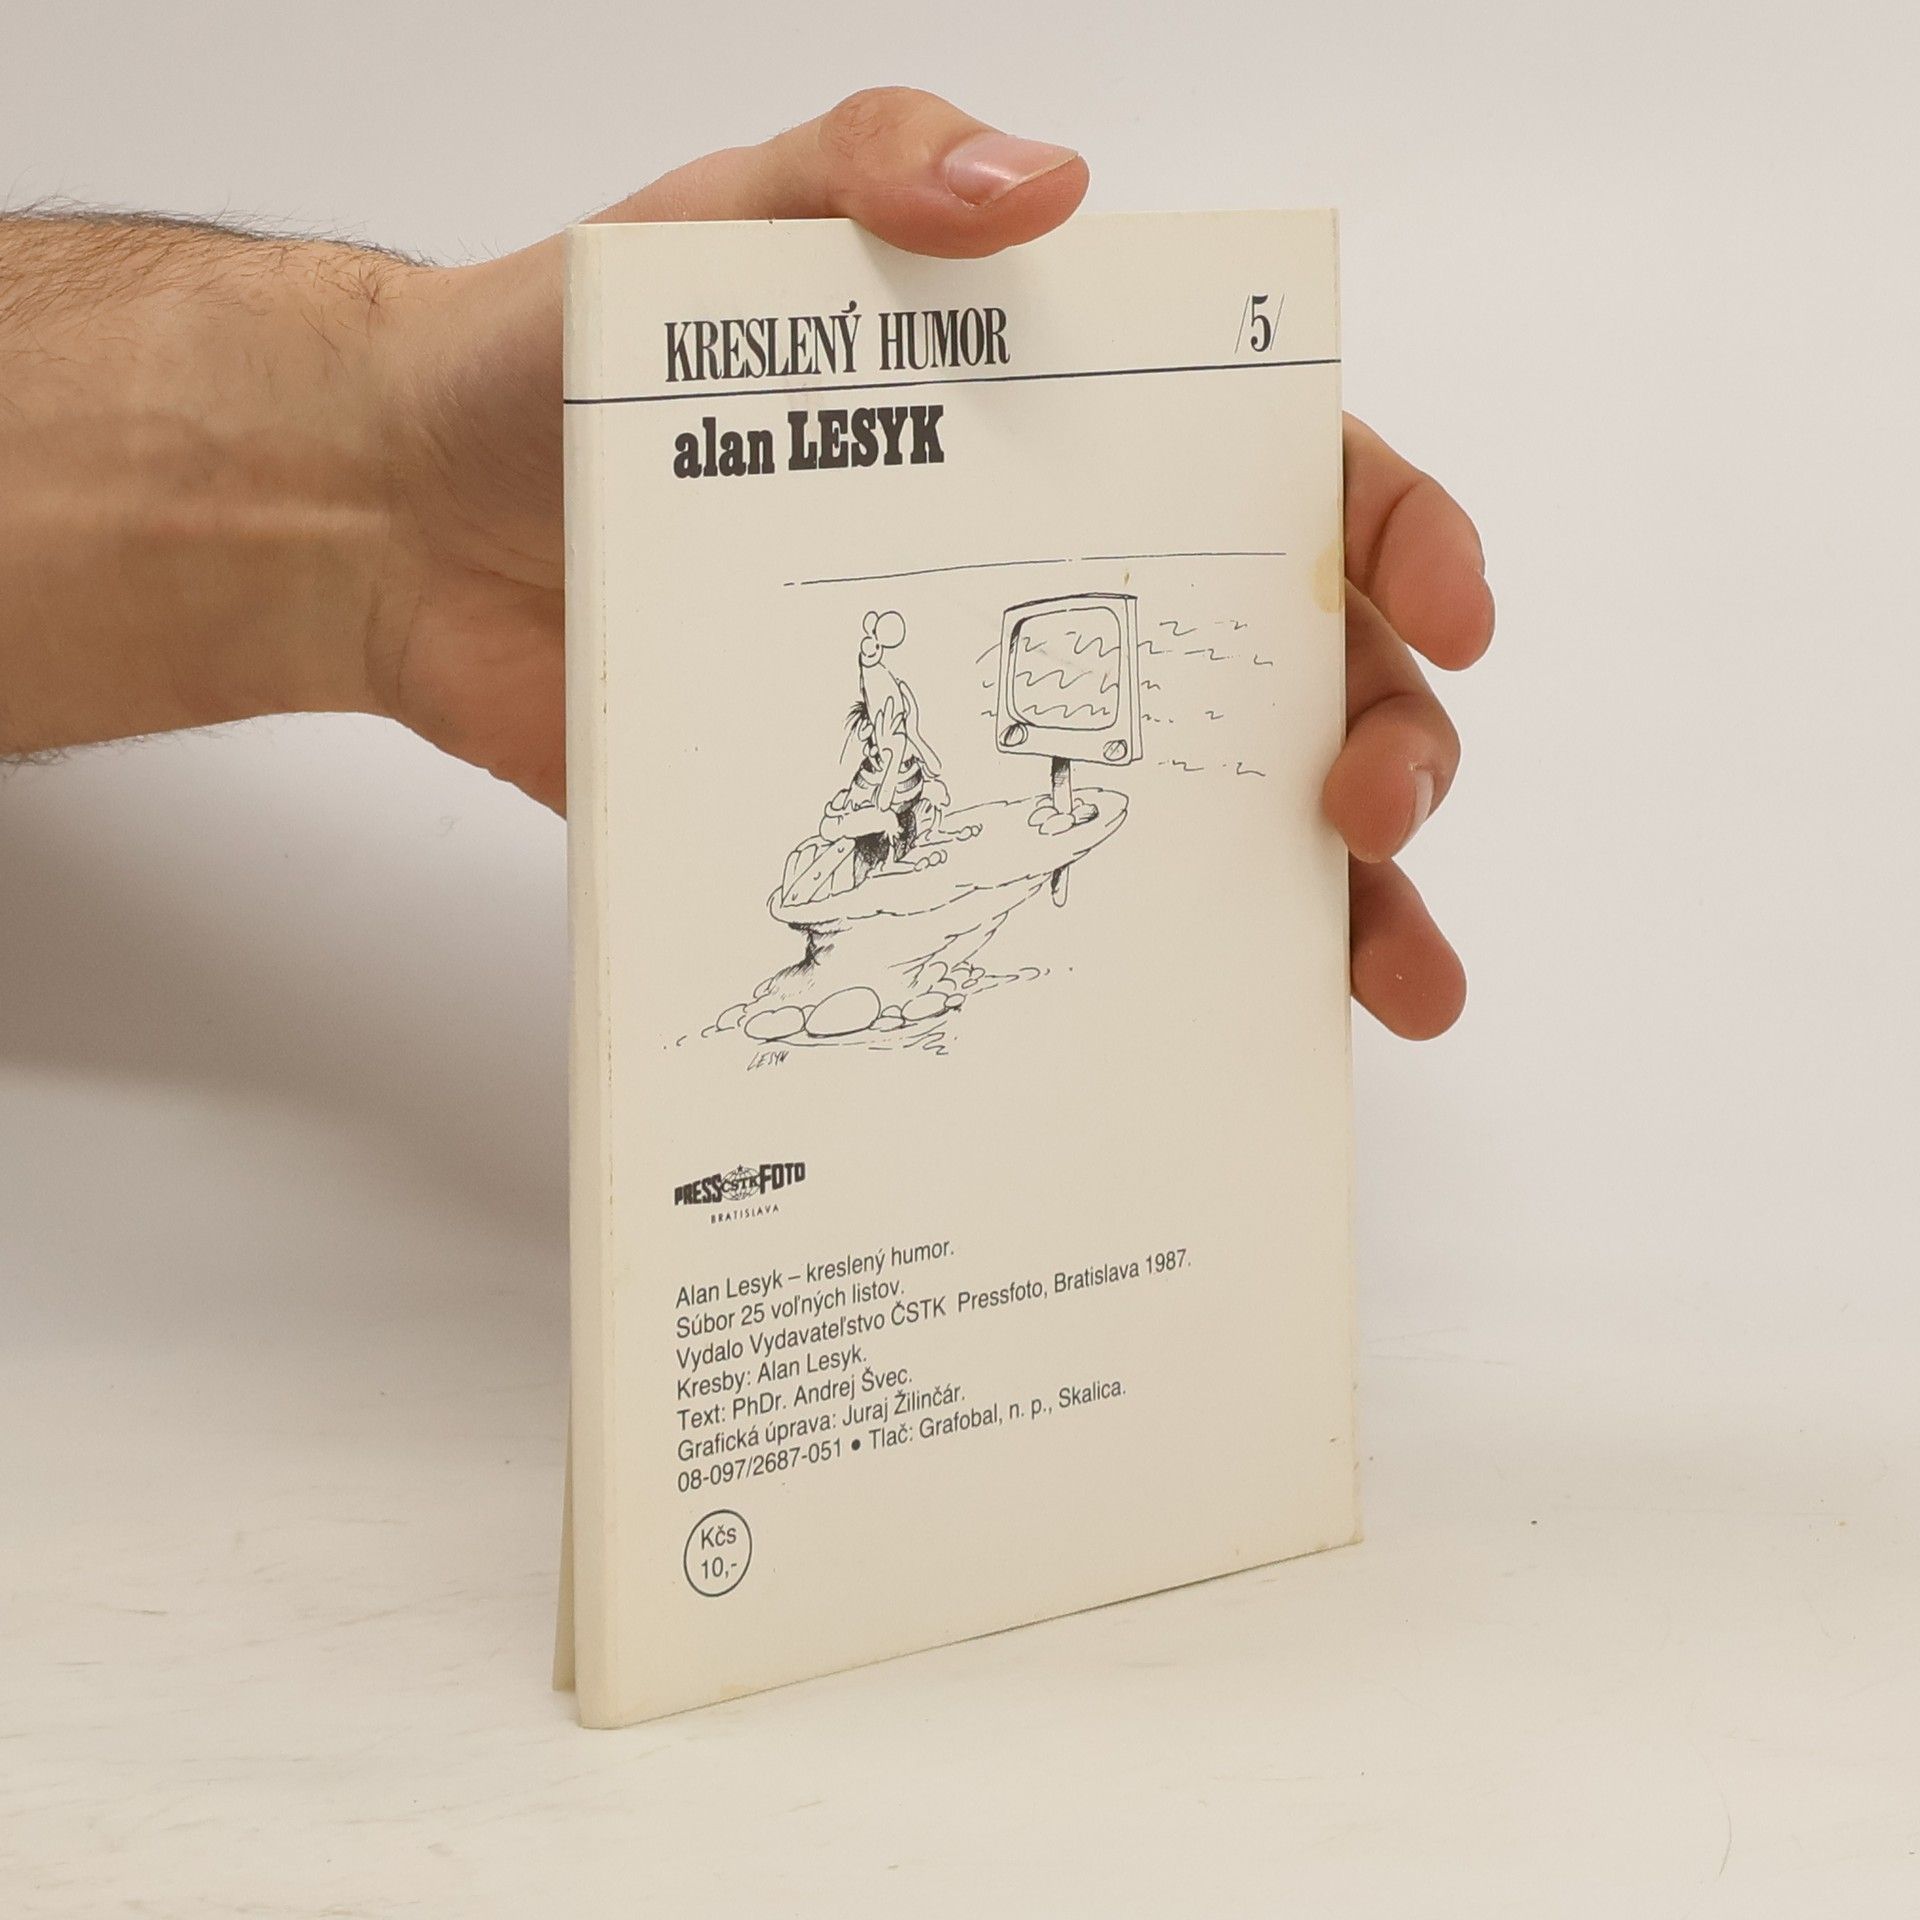 KRESLENÝ HUMOR /5/
alan LESYK
LESYK
PRESS ČSTK FOTO
BRATISLAVA
Alan Lesyk – kreslený humor.
Súbor 25 voľných listov.
Vydalo Vydavateľstvo ČSTK Pressfoto, Bratislava 1987.
Kresby: Alan Lesyk.
Text: PhDr. Andrej Švec.
Grafická úprava: Juraj Žilinčár.
08-097/2687-051 • Tlač: Grafobal, n. p., Skalica.
Kčs
10,-